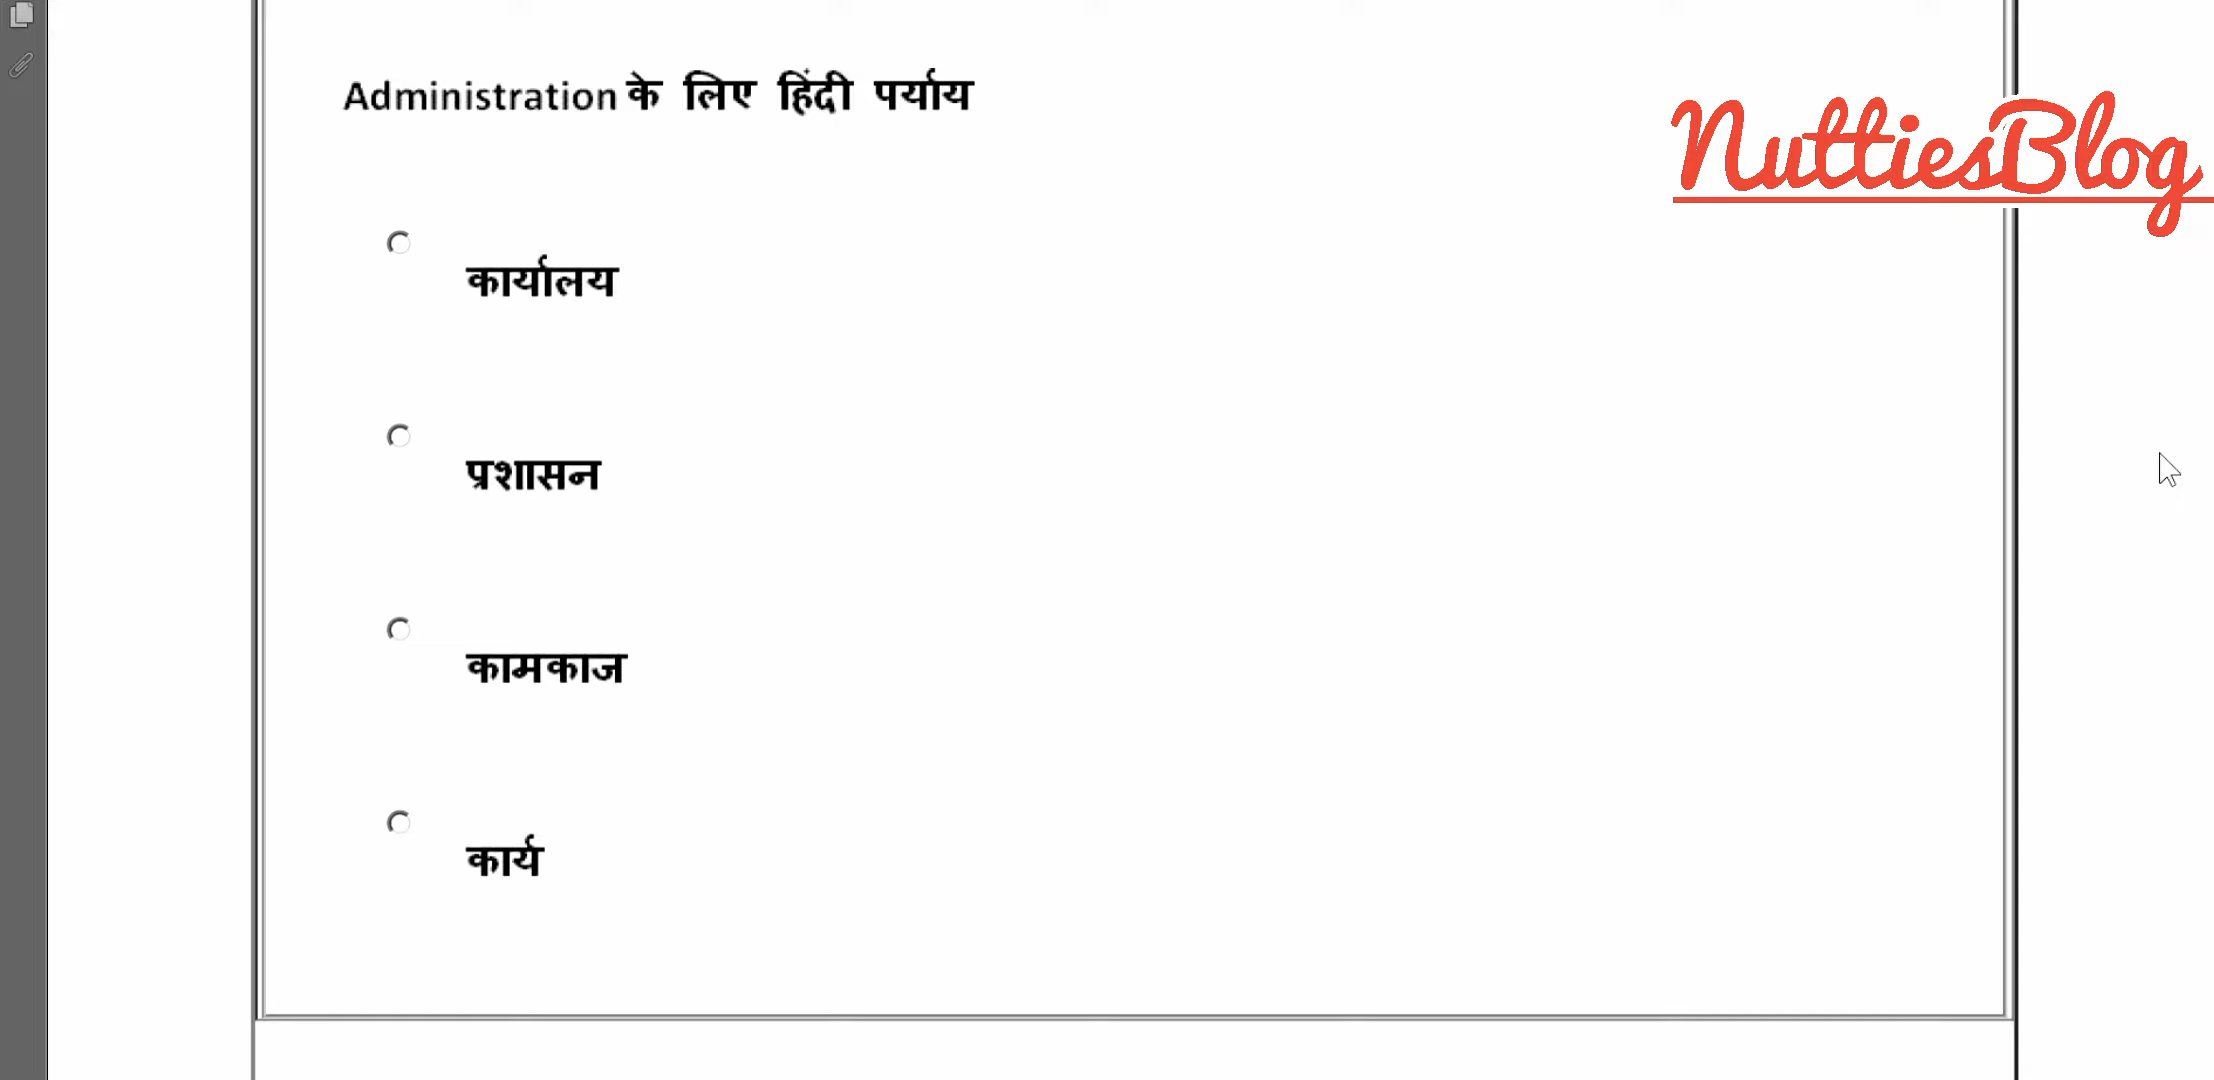 Administration के लिए हिंदी पर्याय
NuttiesBlog
कार्यालय
प्रशासन
कामकाज
कार्य